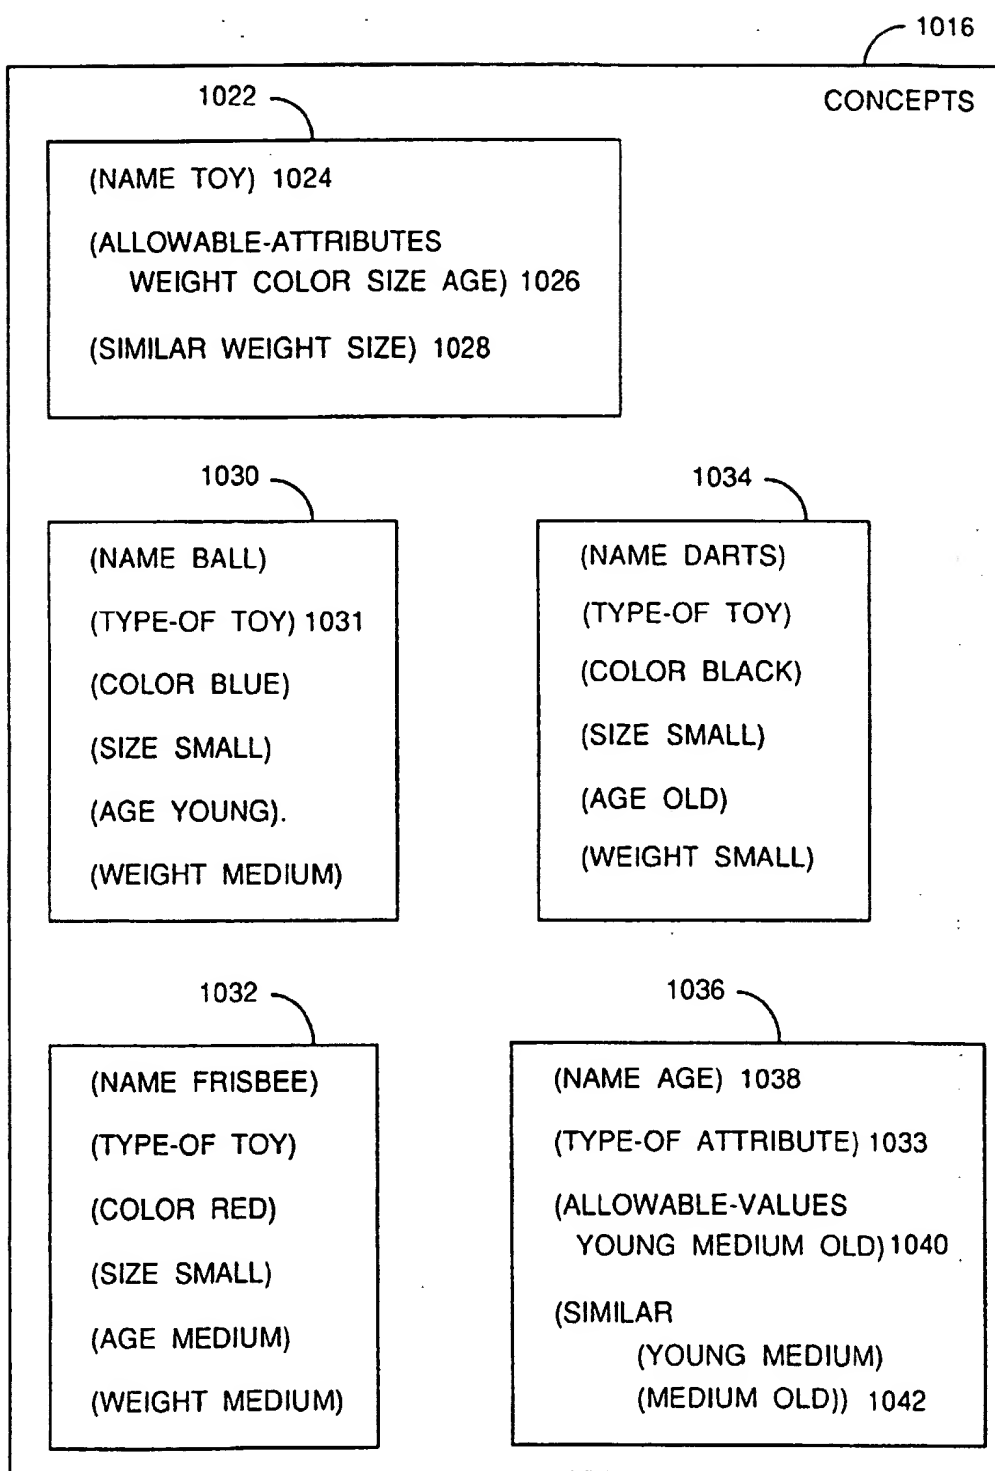 1016
CONCEPTS
1022
(NAME TOY) 1024
(ALLOWABLE-ATTRIBUTES
WEIGHT COLOR SIZE AGE) 1026
(SIMILAR WEIGHT SIZE) 1028
1030
(NAME BALL)
(TYPE-OF TOY) 1031
(COLOR BLUE)
(SIZE SMALL)
(AGE YOUNG).
(WEIGHT MEDIUM)
1034
(NAME DARTS)
(TYPE-OF TOY)
(COLOR BLACK)
(SIZE SMALL)
(AGE OLD)
(WEIGHT SMALL)
1032
(NAME FRISBEE)
(TYPE-OF TOY)
(COLOR RED)
(SIZE SMALL)
(AGE MEDIUM)
(WEIGHT MEDIUM)
1036
(NAME AGE) 1038
(TYPE-OF ATTRIBUTE) 1033
(ALLOWABLE-VALUES
YOUNG MEDIUM OLD) 1040
(SIMILAR
(YOUNG MEDIUM)
(MEDIUM OLD)) 1042